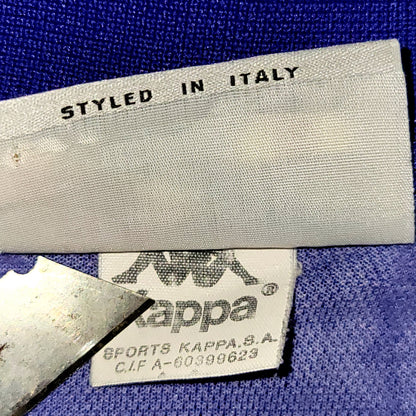 STYLED IN ITALY
Kappa®
SPORTS KAPPA.S.A.
C.I.F A-60399623